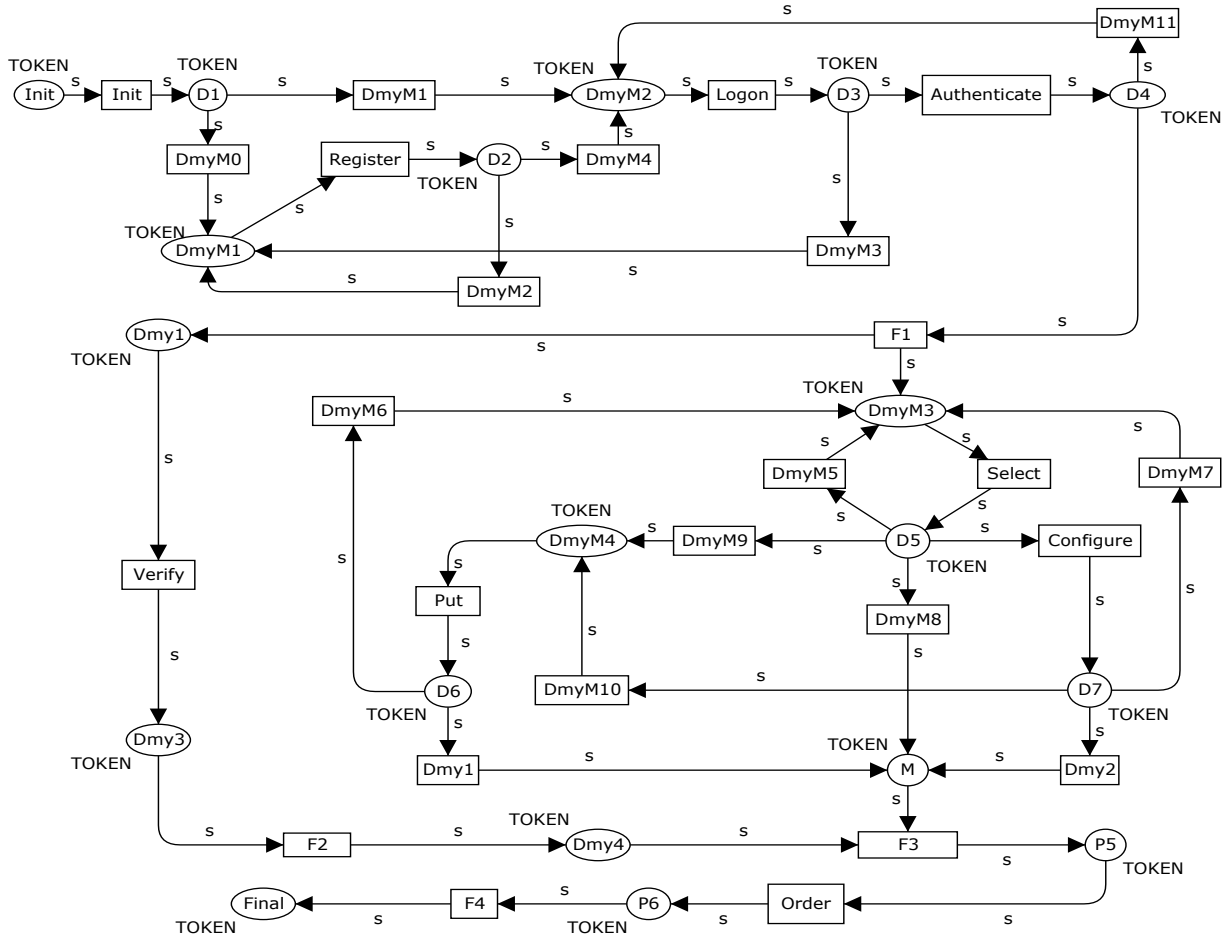 s DmyM11
TOKEN TOKEN TOKEN TOKEN s
Init s Init s D1 s DmyM1 s DmyM2 s Logon s D3 s Authenticate s D4
TOKEN
s s
DmyM0 Register s D2 s DmyM4
TOKEN
s s s s
TOKEN
DmyM1 DmyM3
s s
s DmyM2
Dmy1 s F1 s
TOKEN s
TOKEN
DmyM6 s DmyM3
s s s
s DmyM5 Select DmyM7
TOKEN s s
DmyM4 s DmyM9 s D5 s Configure
TOKEN
s s
Verify Put DmyM8 s s
s s s s
s DmyM10 s D7
D6 TOKEN
TOKEN
s s
Dmy3 TOKEN
TOKEN Dmy1 s M s Dmy2
s
TOKEN
s F2 s Dmy4 s F3 s P5
TOKEN
Final s F4 s P6 s Order s
TOKEN TOKEN